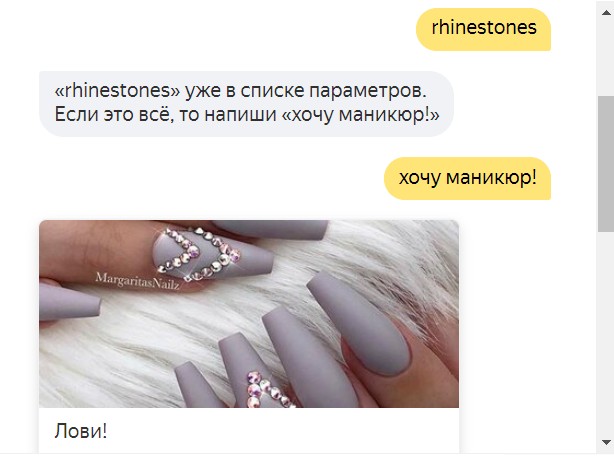 rhinestones
«rhinestones» уже в списке параметров.
Если это всё, то напиши «хочу маникюр!»
хочу маникюр!
MargaritasNailz
Лови!